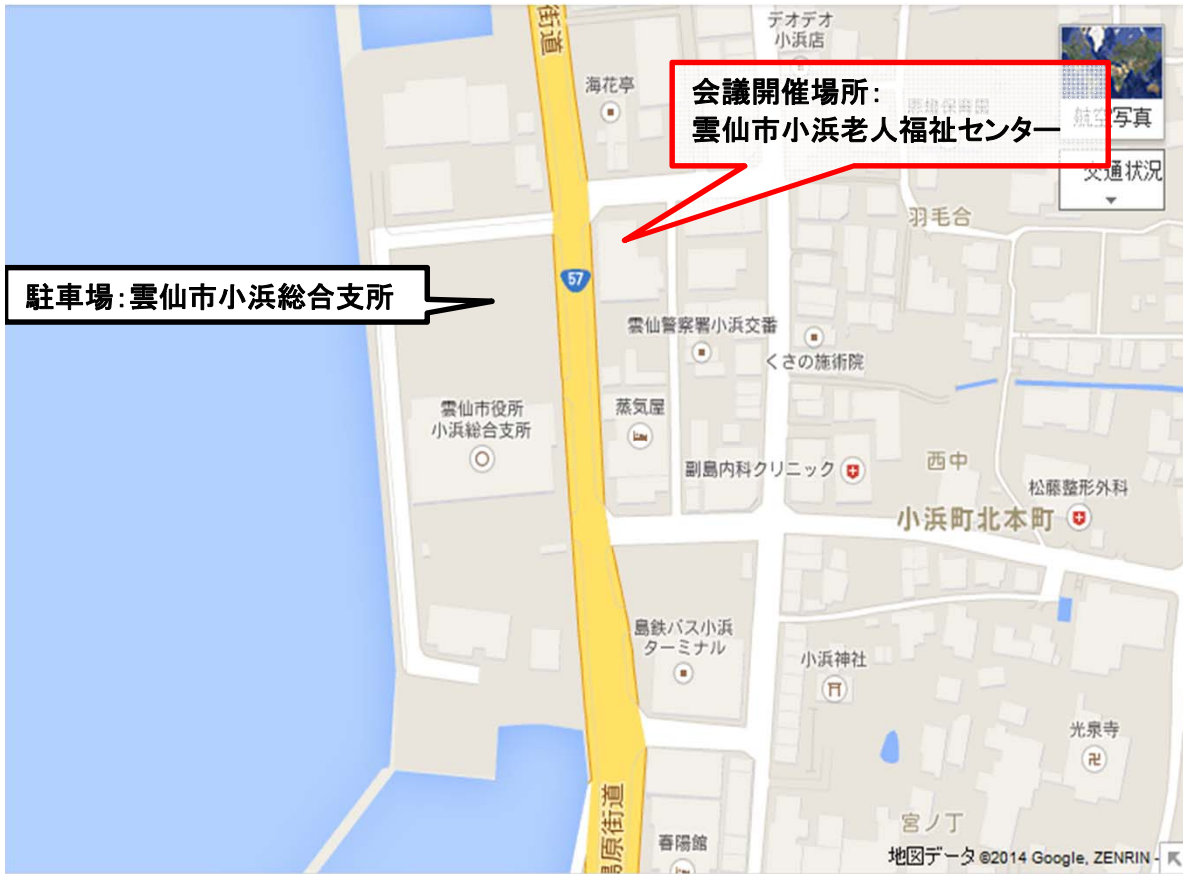 街道
デオデオ
小浜店
海花亭
会議開催場所：
雲仙市小浜老人福祉センター
航空写真
交通状況
羽毛合
57
駐車場：雲仙市小浜総合支所
雲仙警察署小浜交番
くさの施術院
雲仙市役所
小浜総合支所
蒸気屋
副島内科クリニック
西中
松藤整形外科
小浜町北本町
島鉄バス小浜
ターミナル
小浜神社
光泉寺
島原街道
春陽館
宮ノ丁
地図データ ©2014 Google, ZENRIN -